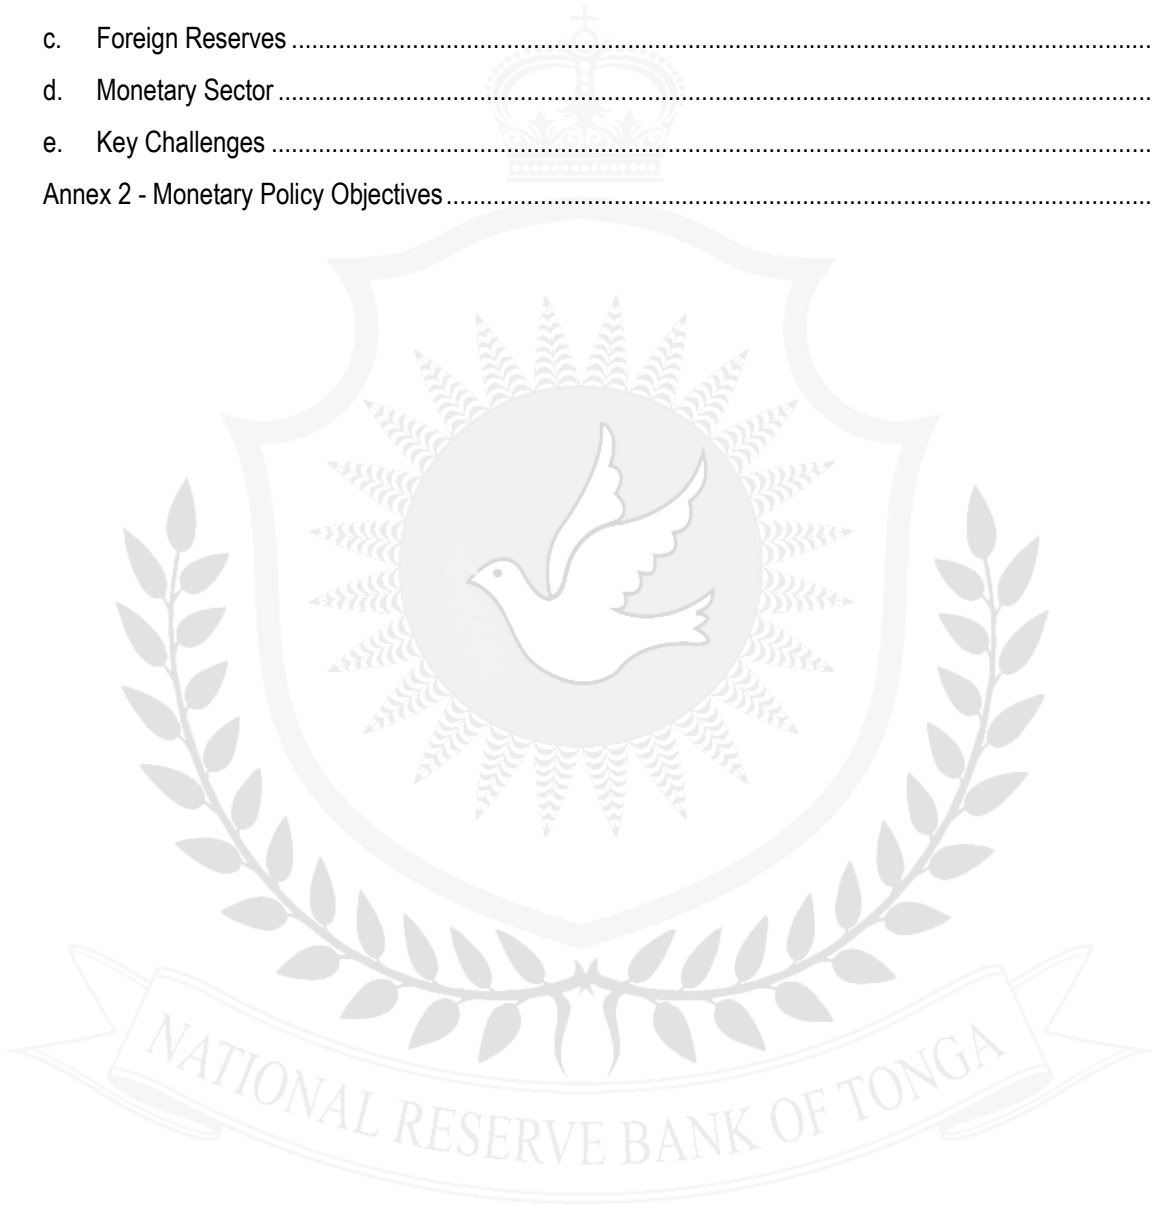 c. Foreign Reserves ........................................................................................................................................
d. Monetary Sector ........................................................................................................................................
e. Key Challenges ........................................................................................................................................
Annex 2 - Monetary Policy Objectives ........................................................................................................................................
NATIONAL RESERVE BANK OF TONGA